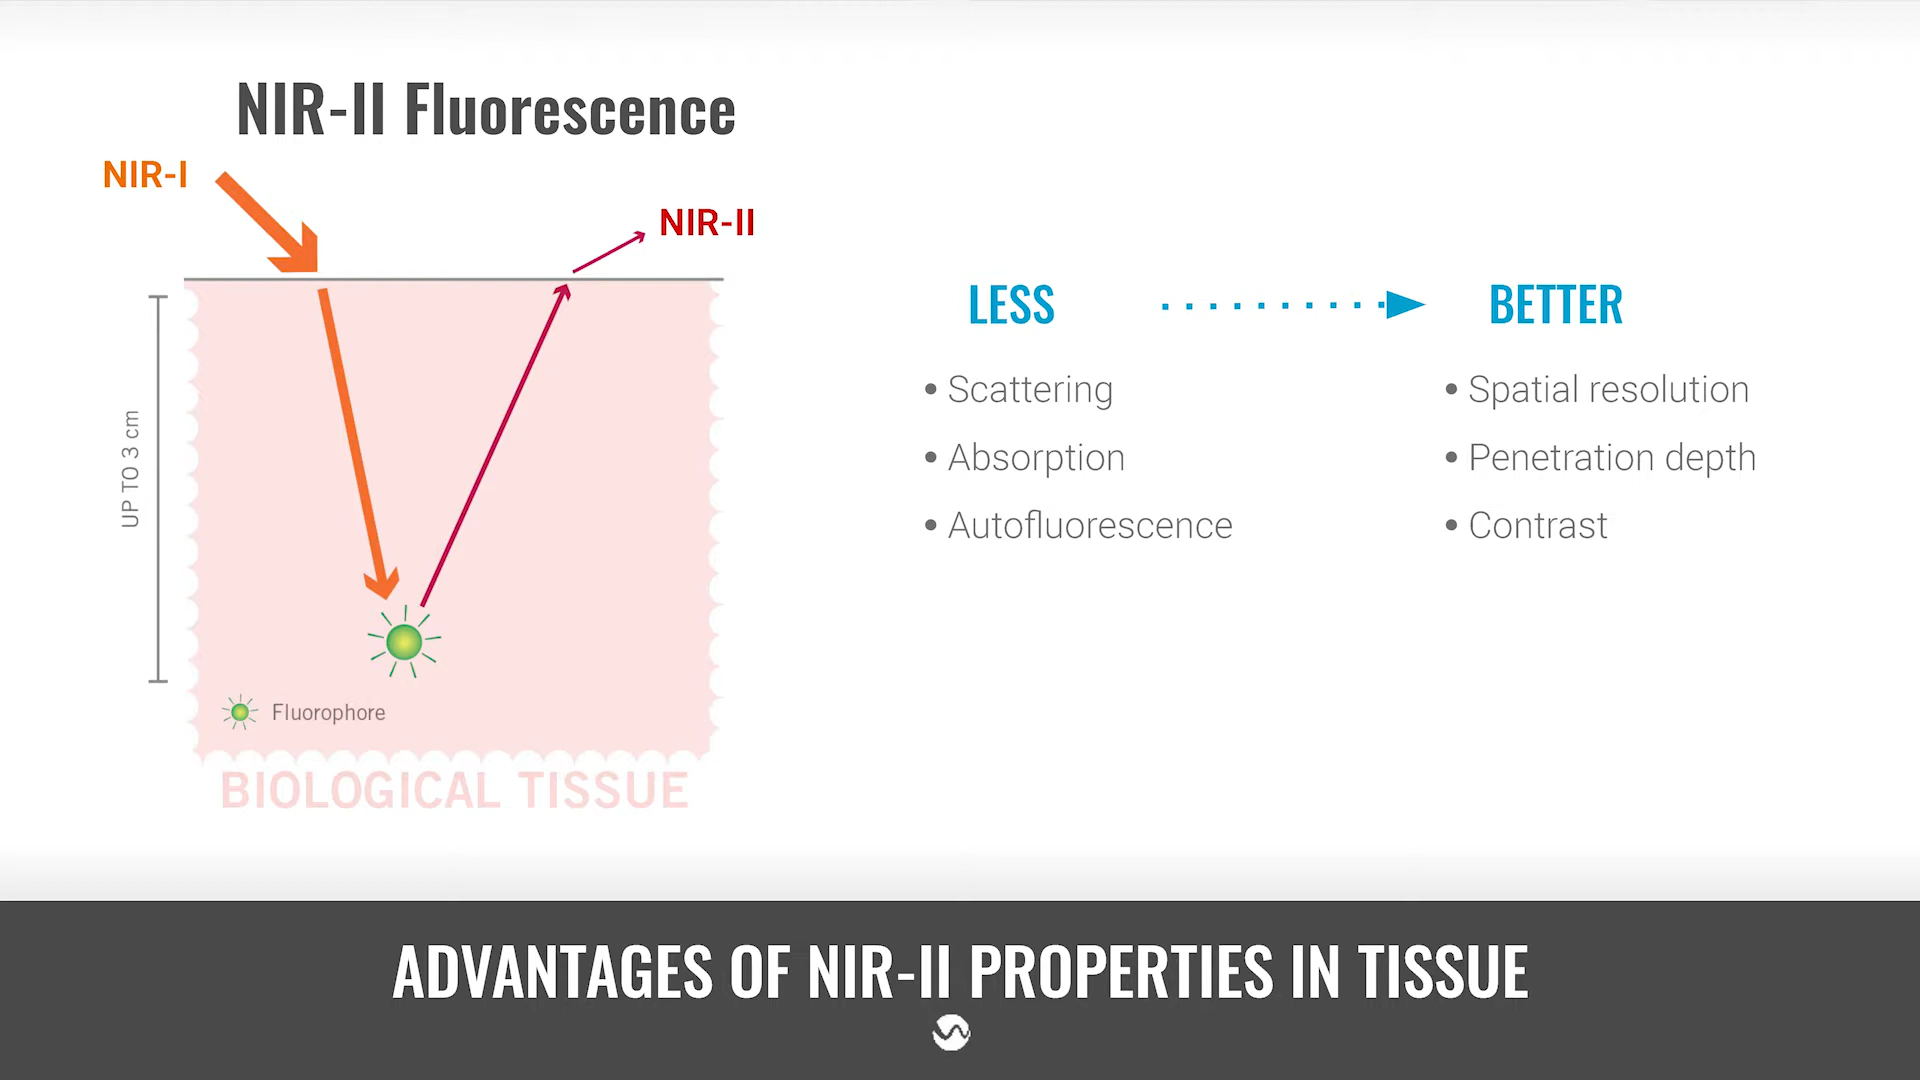 NIR-II Fluorescence
NIR-I
NIR-II
UP TO 3 cm
Fluorophore
BIOLOGICAL TISSUE
LESS
• Scattering
• Absorption
• Autofluorescence
BETTER
• Spatial resolution
• Penetration depth
• Contrast
ADVANTAGES OF NIR-II PROPERTIES IN TISSUE